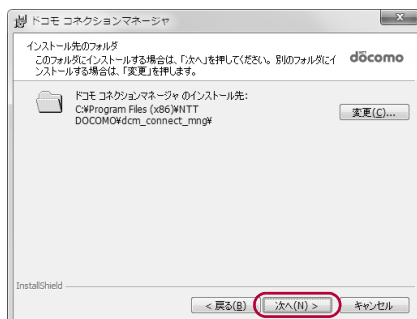 ドコモ コネクションマネージャ
x
インストール先のフォルダ
このフォルダにインストールする場合は、「次へ」を押してください。別のフォルダにイ
ンストールする場合は、「変更」を押します。
döcomo
ドコモ コネクションマネージャ のインストール先:
C:¥Program Files (x86)¥NTT
DOCOMO¥dcm_connect_mng¥
変更(C)...
InstallShield
< 戻る(B)
次へ(N) >
キャンセル